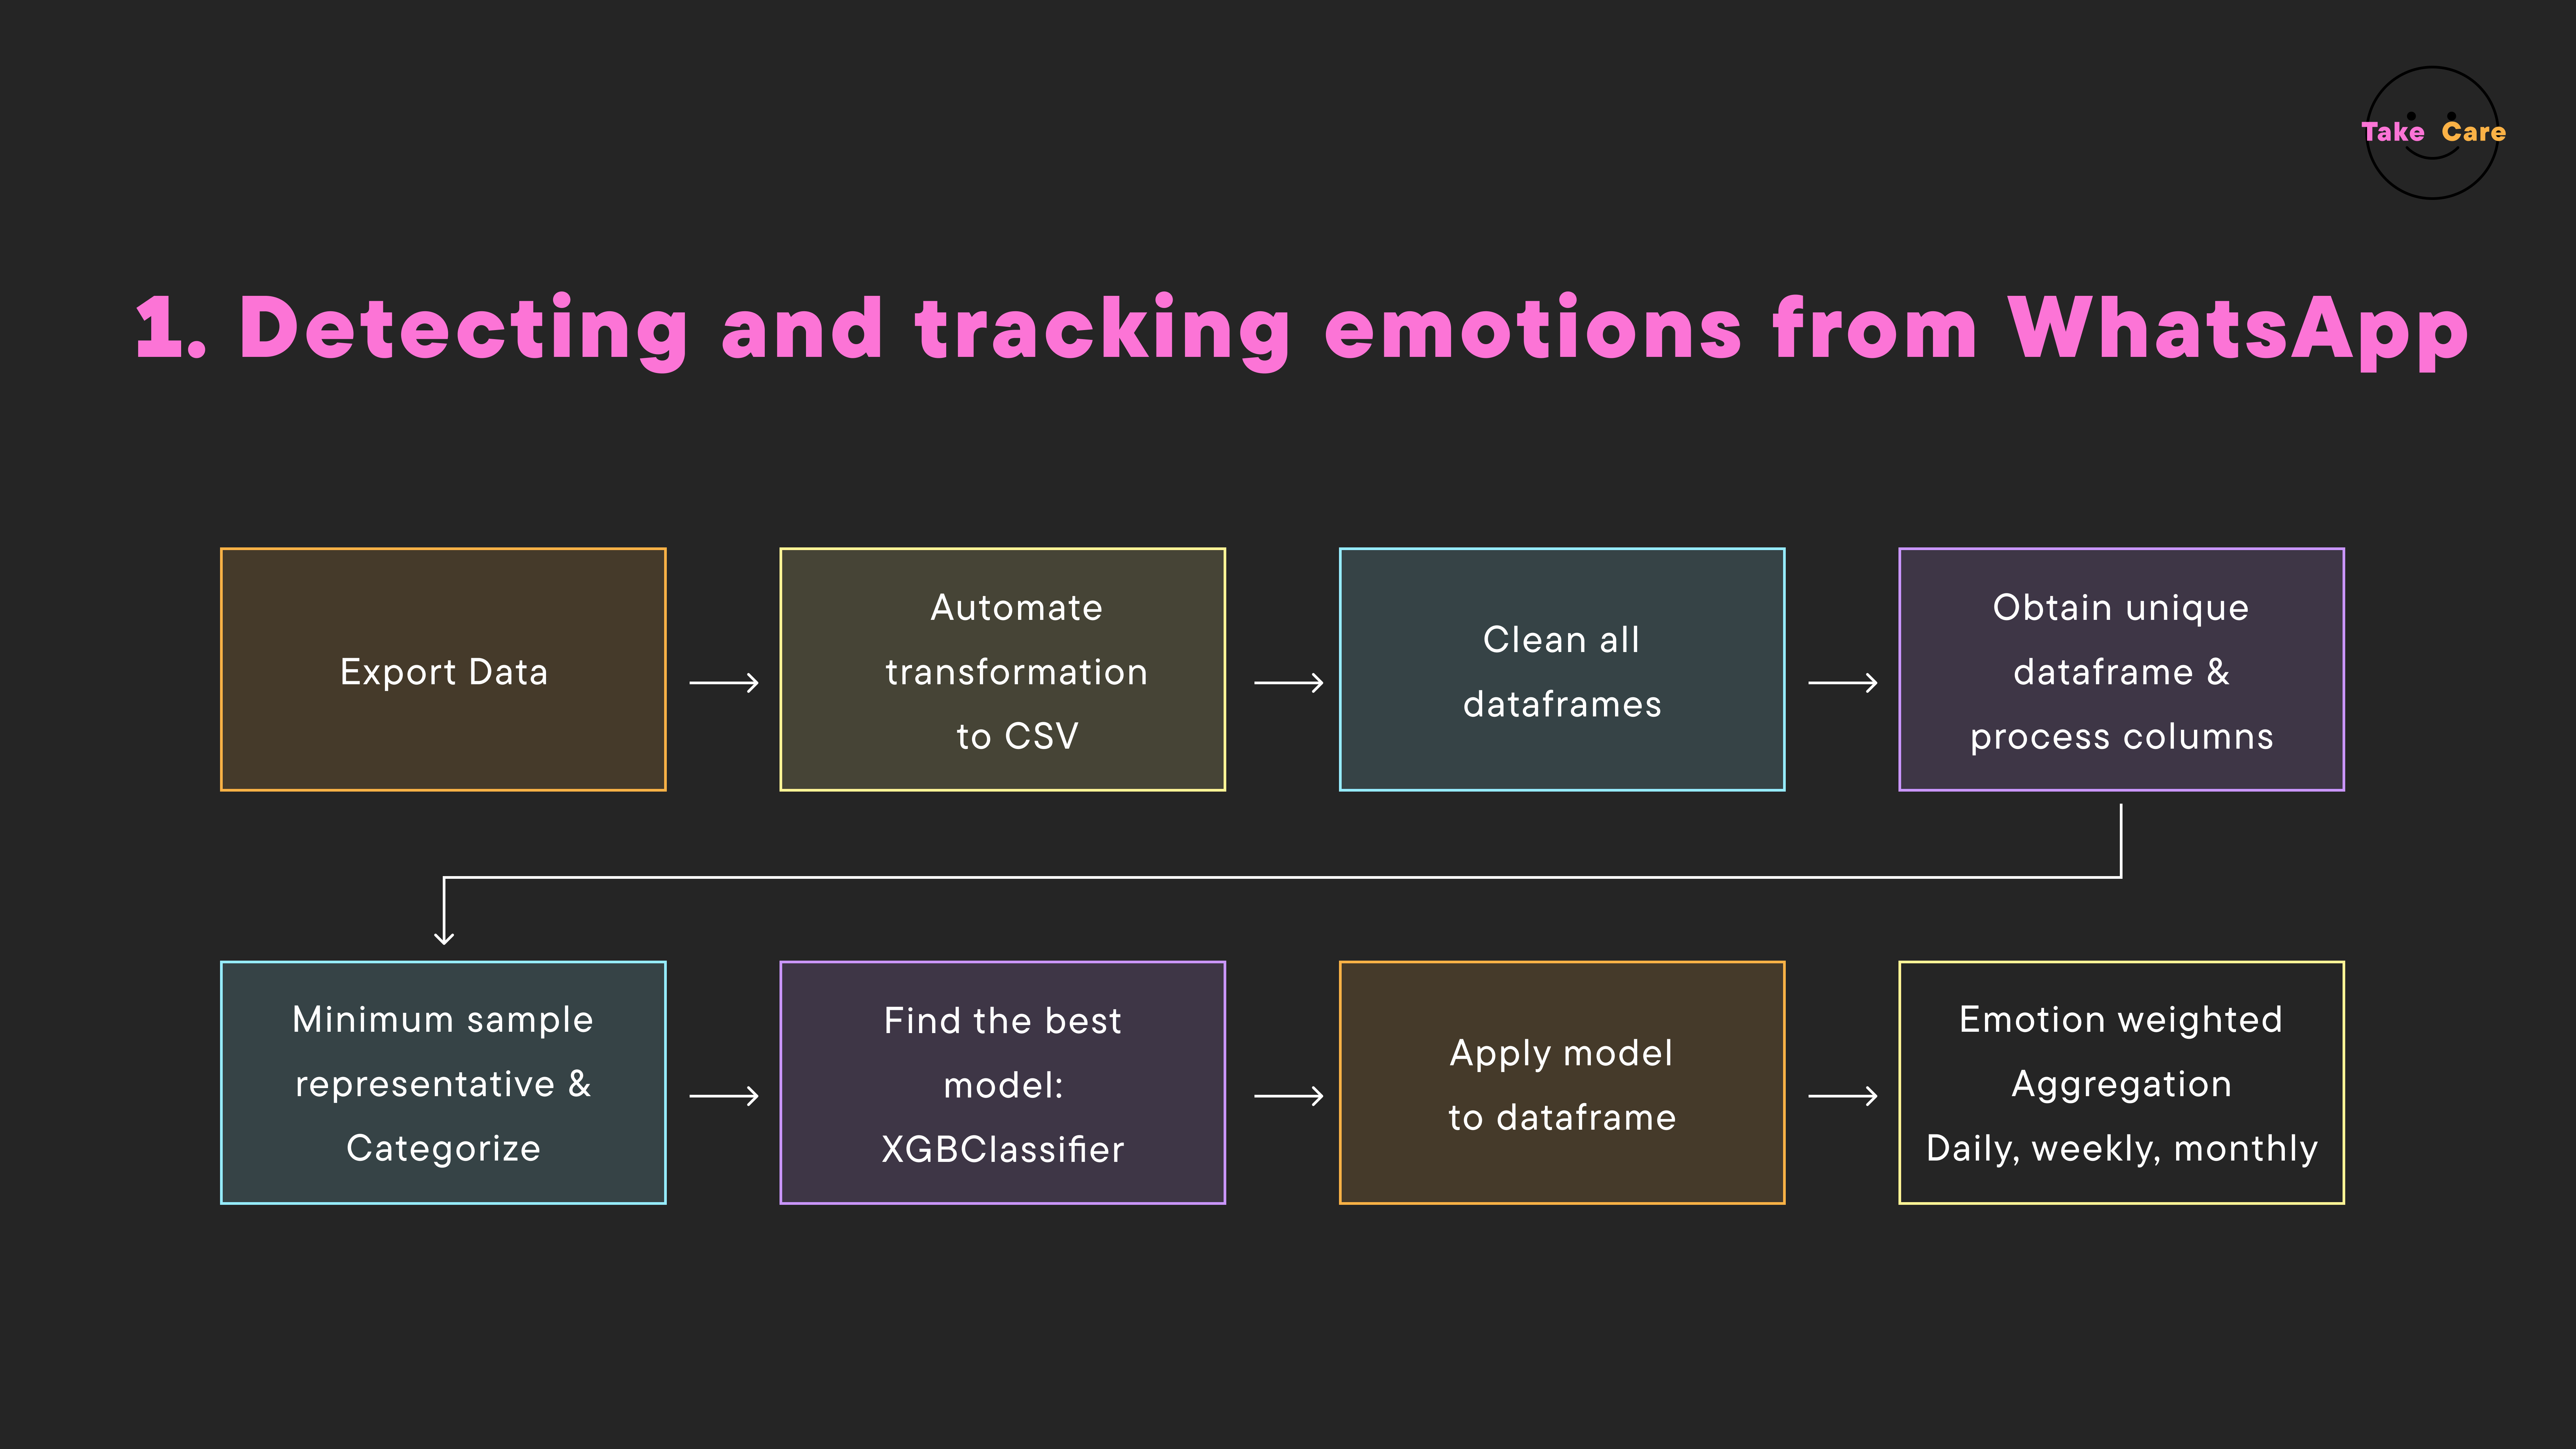 Take Care
1. Detecting and tracking emotions from WhatsApp
Export Data
Automate
transformation
to CSV
Clean all
dataframes
Obtain unique
dataframe &
process columns
Minimum sample
representative &
Categorize
Find the best
model:
XGBClassifier
Apply model
to dataframe
Emotion weighted
Aggregation
Daily, weekly, monthly